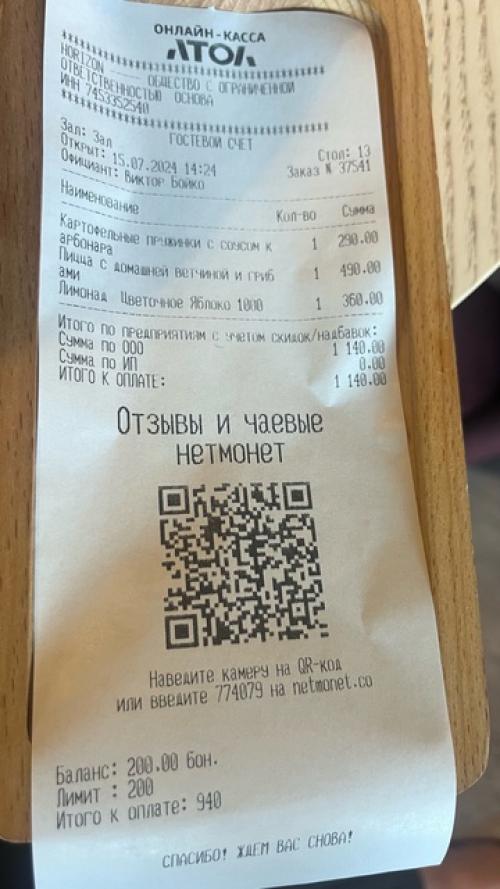 ОНЛАЙН-КАССА
АТОЛ
************************************
HORIZON ОБЩЕСТВО С ОГРАНИЧЕННОЙ
ОТВЕТСТВЕННОСТЬЮ ОСНОВА
ИНН 7453352540
************************************
ГОСТЕВОЙ СЧЕТ
Зал: Зал Стол: 13
Открыт: 15.07.2024 14:24 Заказ № 37541
Официант: Виктор Бойко
Наименование Кол-во Сумма
Картофельные пружинки с соусом к 1 290.00
арбонара
Пицца с домашней ветчиной и гриб 1 490.00
ами
Лимонад Цветочное Яблоко 1000 1 360.00
Итого по предприятиям с учетом скидок/надбавок:
Сумма по ООО 1 140.00
Сумма по ИП 0.00
ИТОГО К ОПЛАТЕ: 1 140.00
Отзывы и чаевые
нетмонет
Наведите камеру на QR-код
или введите 774079 на netmonet.co
Баланс: 200.00 бон.
Лимит : 200
Итого к оплате: 940
СПАСИБО! ЖДЕМ ВАС СНОВА!